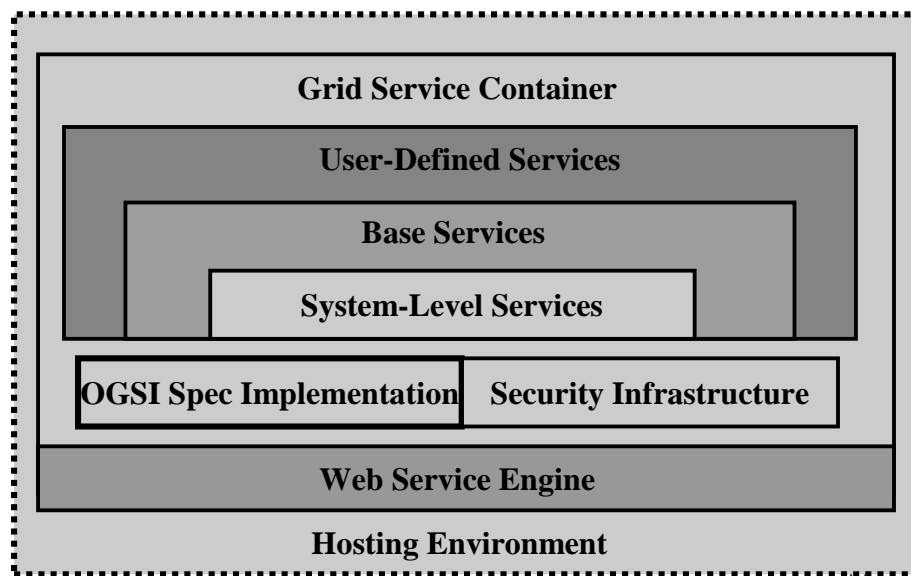 Grid Service Container
User-Defined Services
Base Services
System-Level Services
OGSI Spec Implementation Security Infrastructure
Web Service Engine
Hosting Environment